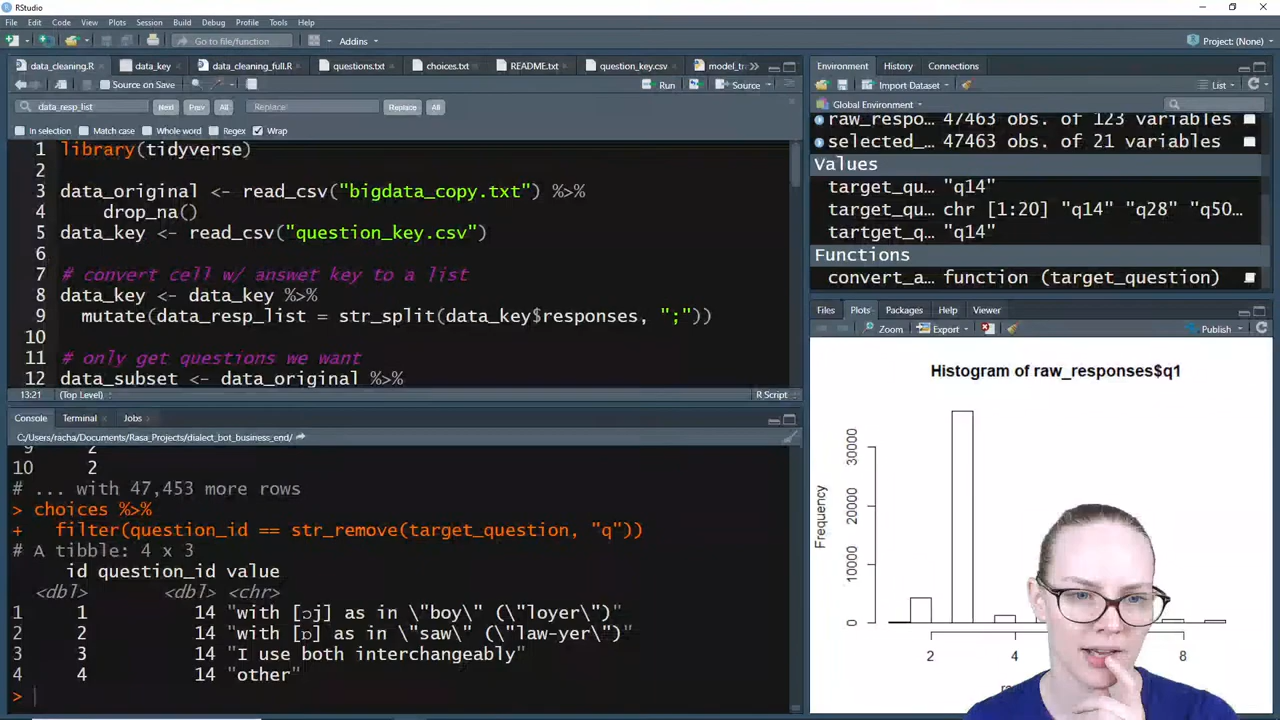 RStudio
File Edit Code View Plots Session Build Debug Profile Tools Help
Go to file/function Addins Project: (None)
data_cleaning.R data_key data_cleaning_full.R questions.txt choices.txt README.txt question_key.csv model_tr
Source on Save Run Source
data_resp_list Next Prev All Replace Replace All
In selection Match case Whole word Regex Wrap
1 library(tidyverse)
2
3 data_original <- read_csv("bigdata_copy.txt") %>%
4 drop_na()
5 data_key <- read_csv("question_key.csv")
6
7 # convert cell w/ answet key to a list
8 data_key <- data_key %>%
9 mutate(data_resp_list = str_split(data_key$responses, ";"))
10
11 # only get questions we want
12 data_subset <- data_original %>%
13:21 (Top Level) R Script
Console Terminal Jobs
C:/Users/racha/Documents/Rasa_Projects/dialect_bot_business_end/
9 2
10 2
# ... with 47,453 more rows
> choices %>%
+ filter(question_id == str_remove(target_question, "q"))
# A tibble: 4 x 3
id question_id value
<dbl> <dbl> <chr>
1 1 14 "with [ɔj] as in \"boy\" (\"loyer\")"
2 2 14 "with [ɒ] as in \"saw\" (\"law-yer\")"
3 3 14 "I use both interchangeably"
4 4 14 "other"
>
Environment History Connections
Import Dataset List
Global Environment
raw_respo… 47463 obs. of 123 variables
selected_… 47463 obs. of 21 variables
Values
target_qu… "q14"
target_qu… chr [1:20] "q14" "q28" "q50…
tartget_q… "q14"
Functions
convert_a… function (target_question)
Files Plots Packages Help Viewer
Zoom Export Publish
Histogram of raw_responses$q1
Frequency
0 10000 20000 30000
2 4 8